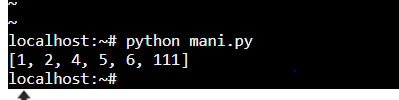 ~
~
localhost:~# python mani.py
[1, 2, 4, 5, 6, 111]
localhost:~#